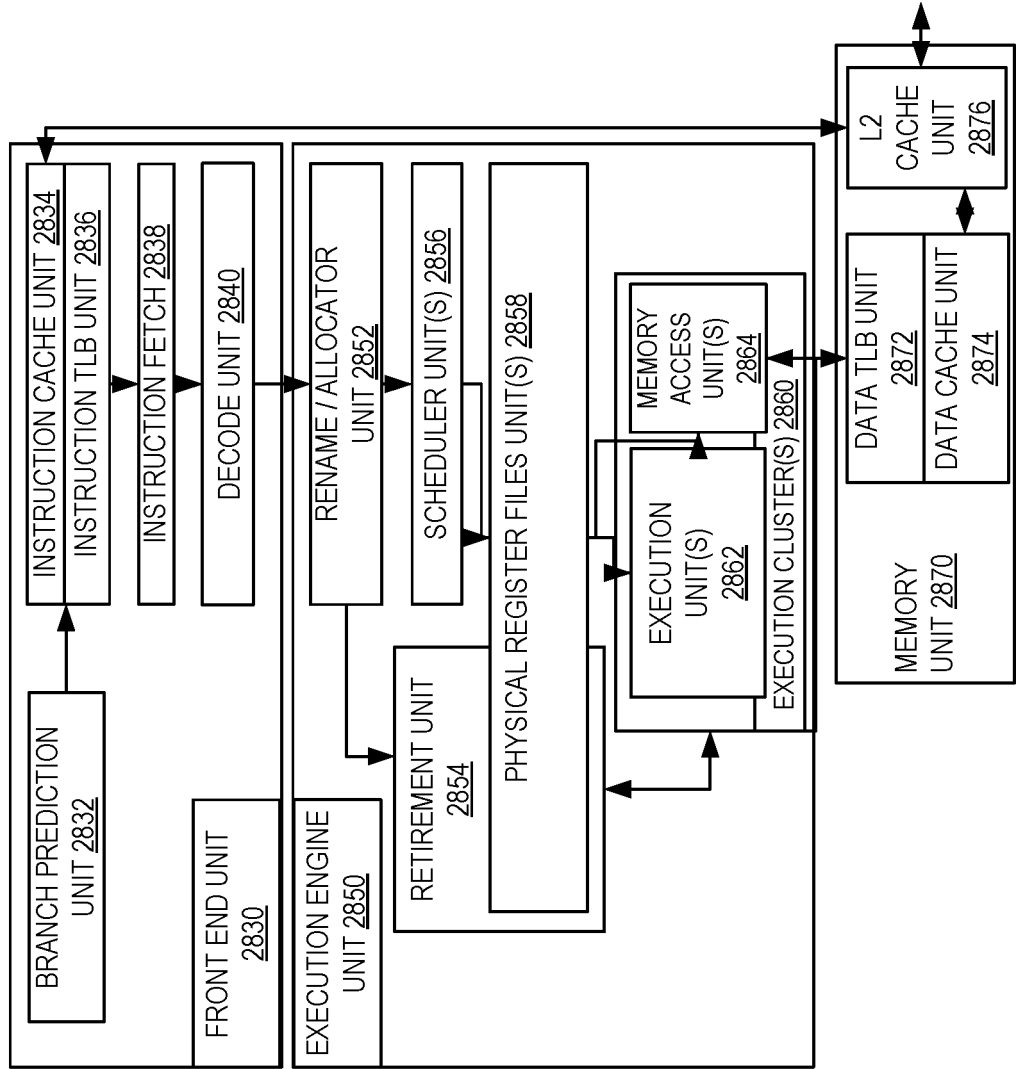 BRANCH PREDICTION
UNIT 2832
INSTRUCTION CACHE UNIT 2834
INSTRUCTION TLB UNIT 2836
INSTRUCTION FETCH 2838
DECODE UNIT 2840
FRONT END UNIT
2830
EXECUTION ENGINE
UNIT 2850
RENAME / ALLOCATOR
UNIT 2852
RETIREMENT UNIT
2854
SCHEDULER UNIT(S) 2856
PHYSICAL REGISTER FILES UNIT(S) 2858
EXECUTION
UNIT(S)
2862
MEMORY
ACCESS
UNIT(S)
2864
EXECUTION CLUSTER(S) 2860
MEMORY
UNIT 2870
DATA TLB UNIT
2872
DATA CACHE UNIT
2874
L2
CACHE
UNIT
2876